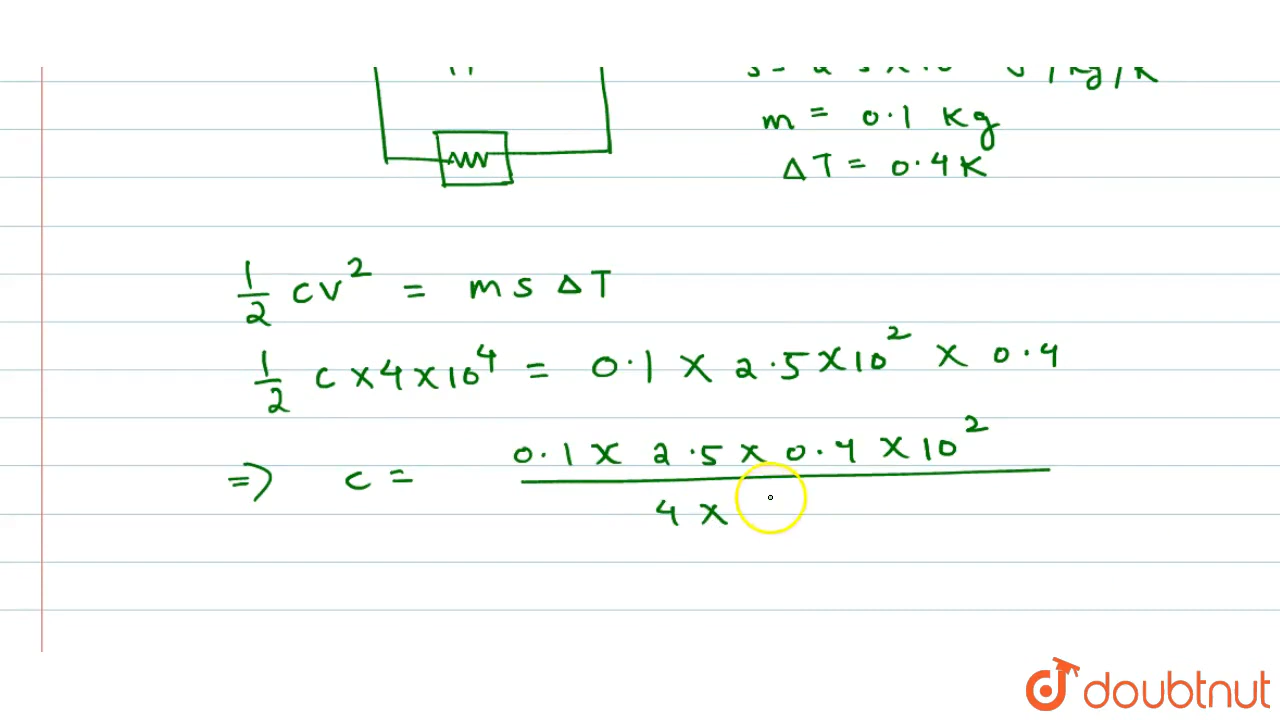 m = 0.1 Kg
ΔT = 0.4K
1/2 CV² = m s ΔT
1/2 C × 4 × 10⁴ = 0.1 × 2.5 × 10² × 0.4
=> C = 0.1 × 2.5 × 0.4 × 10² / 4 ×
doubtnut